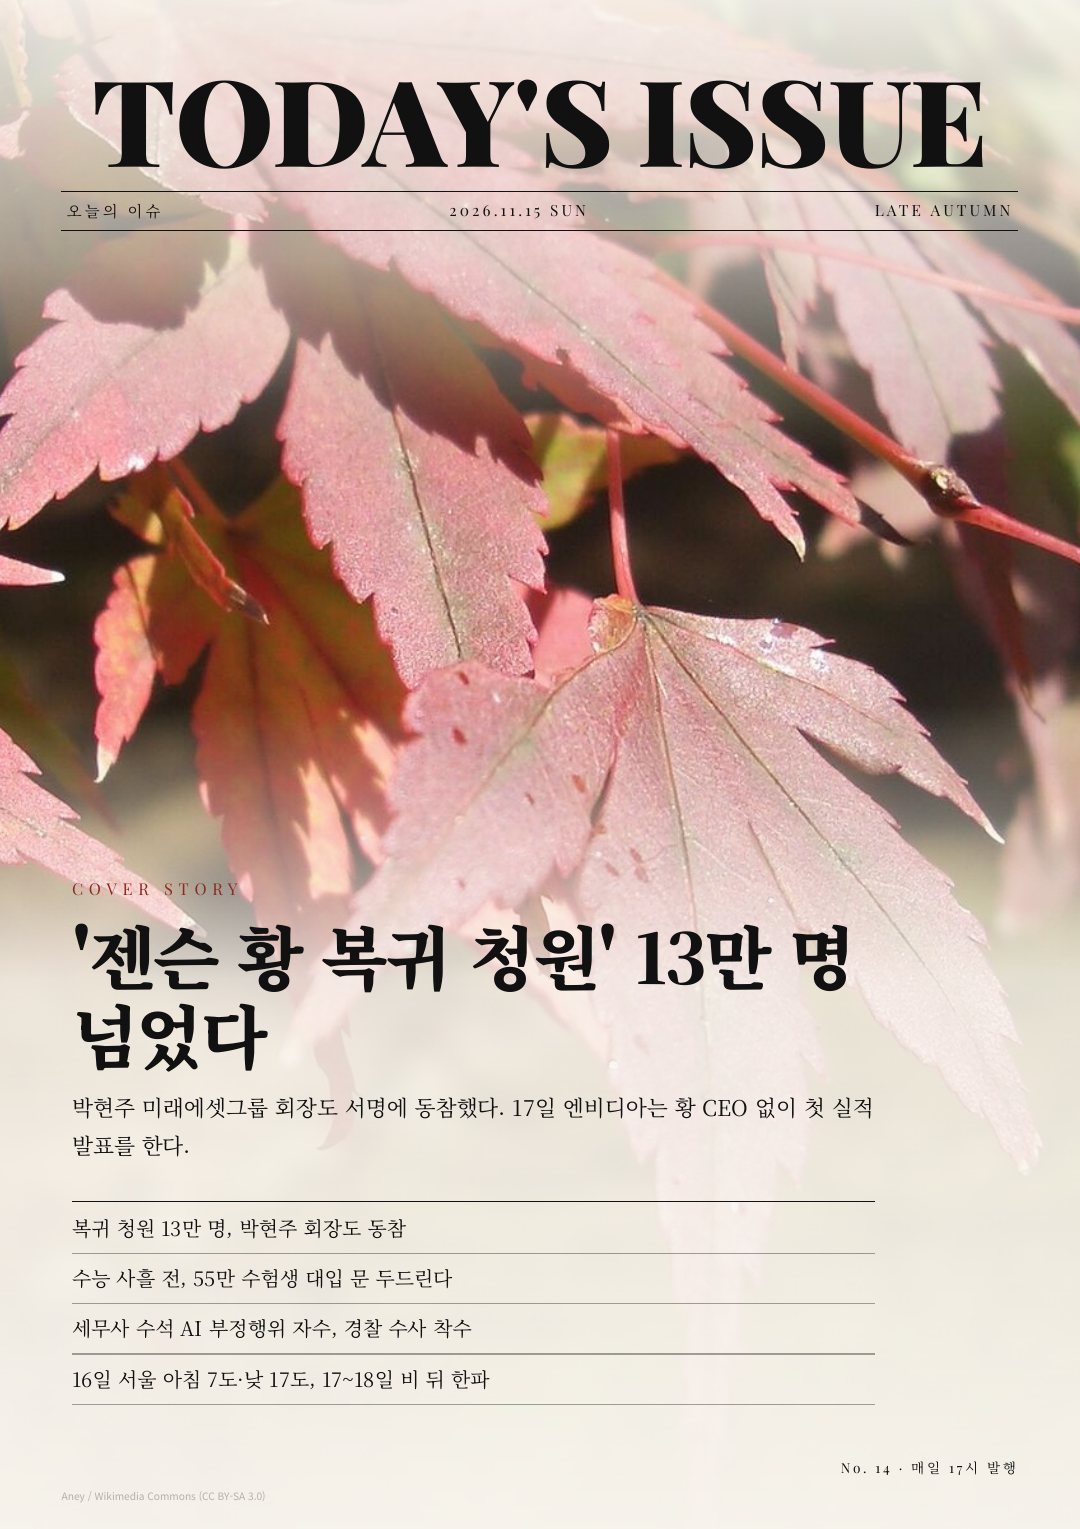 TODAY'S ISSUE
오늘의 이슈
2026.11.15 SUN
LATE AUTUMN
COVER STORY
'젠슨 황 복귀 청원' 13만 명
넘었다
박현주 미래에셋그룹 회장도 서명에 동참했다. 17일 엔비디아는 황 CEO 없이 첫 실적
발표를 한다.
복귀 청원 13만 명, 박현주 회장도 동참
수능 사흘 전, 55만 수험생 대입 문 두드린다
세무사 수석 AI 부정행위 자수, 경찰 수사 착수
16일 서울 아침 7도·낮 17도, 17~18일 비 뒤 한파
No. 14 · 매일 17시 발행
Aney / Wikimedia Commons (CC BY-SA 3.0)